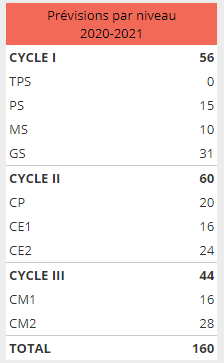 Prévisions par niveau
2020-2021
CYCLE I 56
TPS 0
PS 15
MS 10
GS 31
CYCLE II 60
CP 20
CE1 16
CE2 24
CYCLE III 44
CM1 16
CM2 28
TOTAL 160